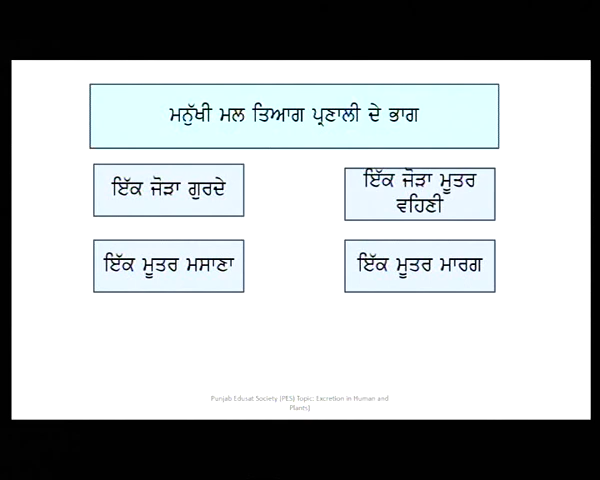 ਮਨੁੱਖੀ ਮਲ ਤਿਆਗ ਪ੍ਰਣਾਲੀ ਦੇ ਭਾਗ
ਇੱਕ ਜੋੜਾ ਗੁਰਦੇ
ਇੱਕ ਜੋੜਾ ਮੂਤਰ
ਵਹਿਣੀ
ਇੱਕ ਮੂਤਰ ਮਸਾਣਾ
ਇੱਕ ਮੂਤਰ ਮਾਰਗ
Punjab Edusat Society (PES) Topic: Excretion in Human and
Plants]